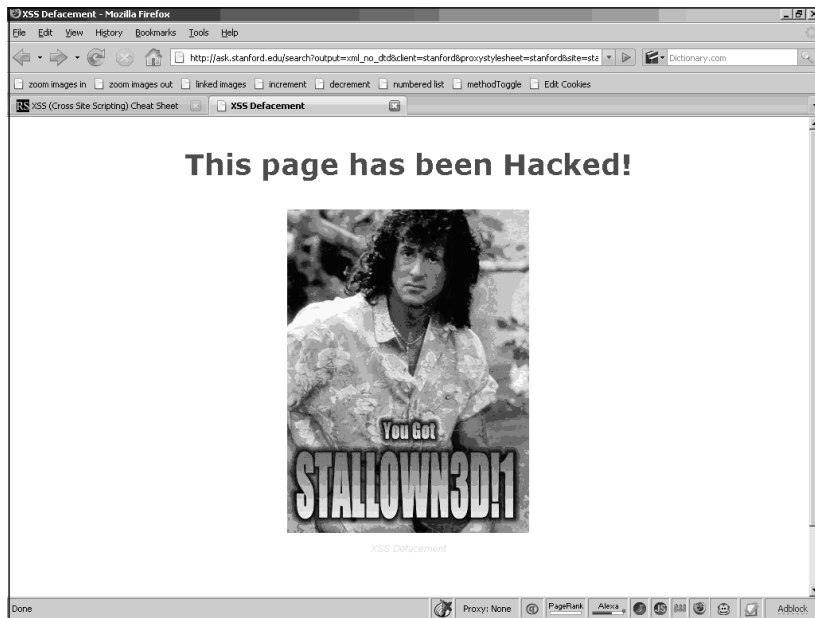 XSS Defacement - Mozilla Firefox
File Edit View History Bookmarks Tools Help
http://ask.stanford.edu/search?output=xml_no_dtd&client=stanford&proxystylesheet=stanford&site=sta
Dictionary.com
zoom images in zoom images out linked images increment decrement numbered list methodToggle Edit Cookies
RS XSS (Cross Site Scripting) Cheat Sheet XSS Defacement
This page has been Hacked!
You Got
STALLOWN3D!1
XSS Defacement
Done Proxy: None PageRank Alexa JS Adblock